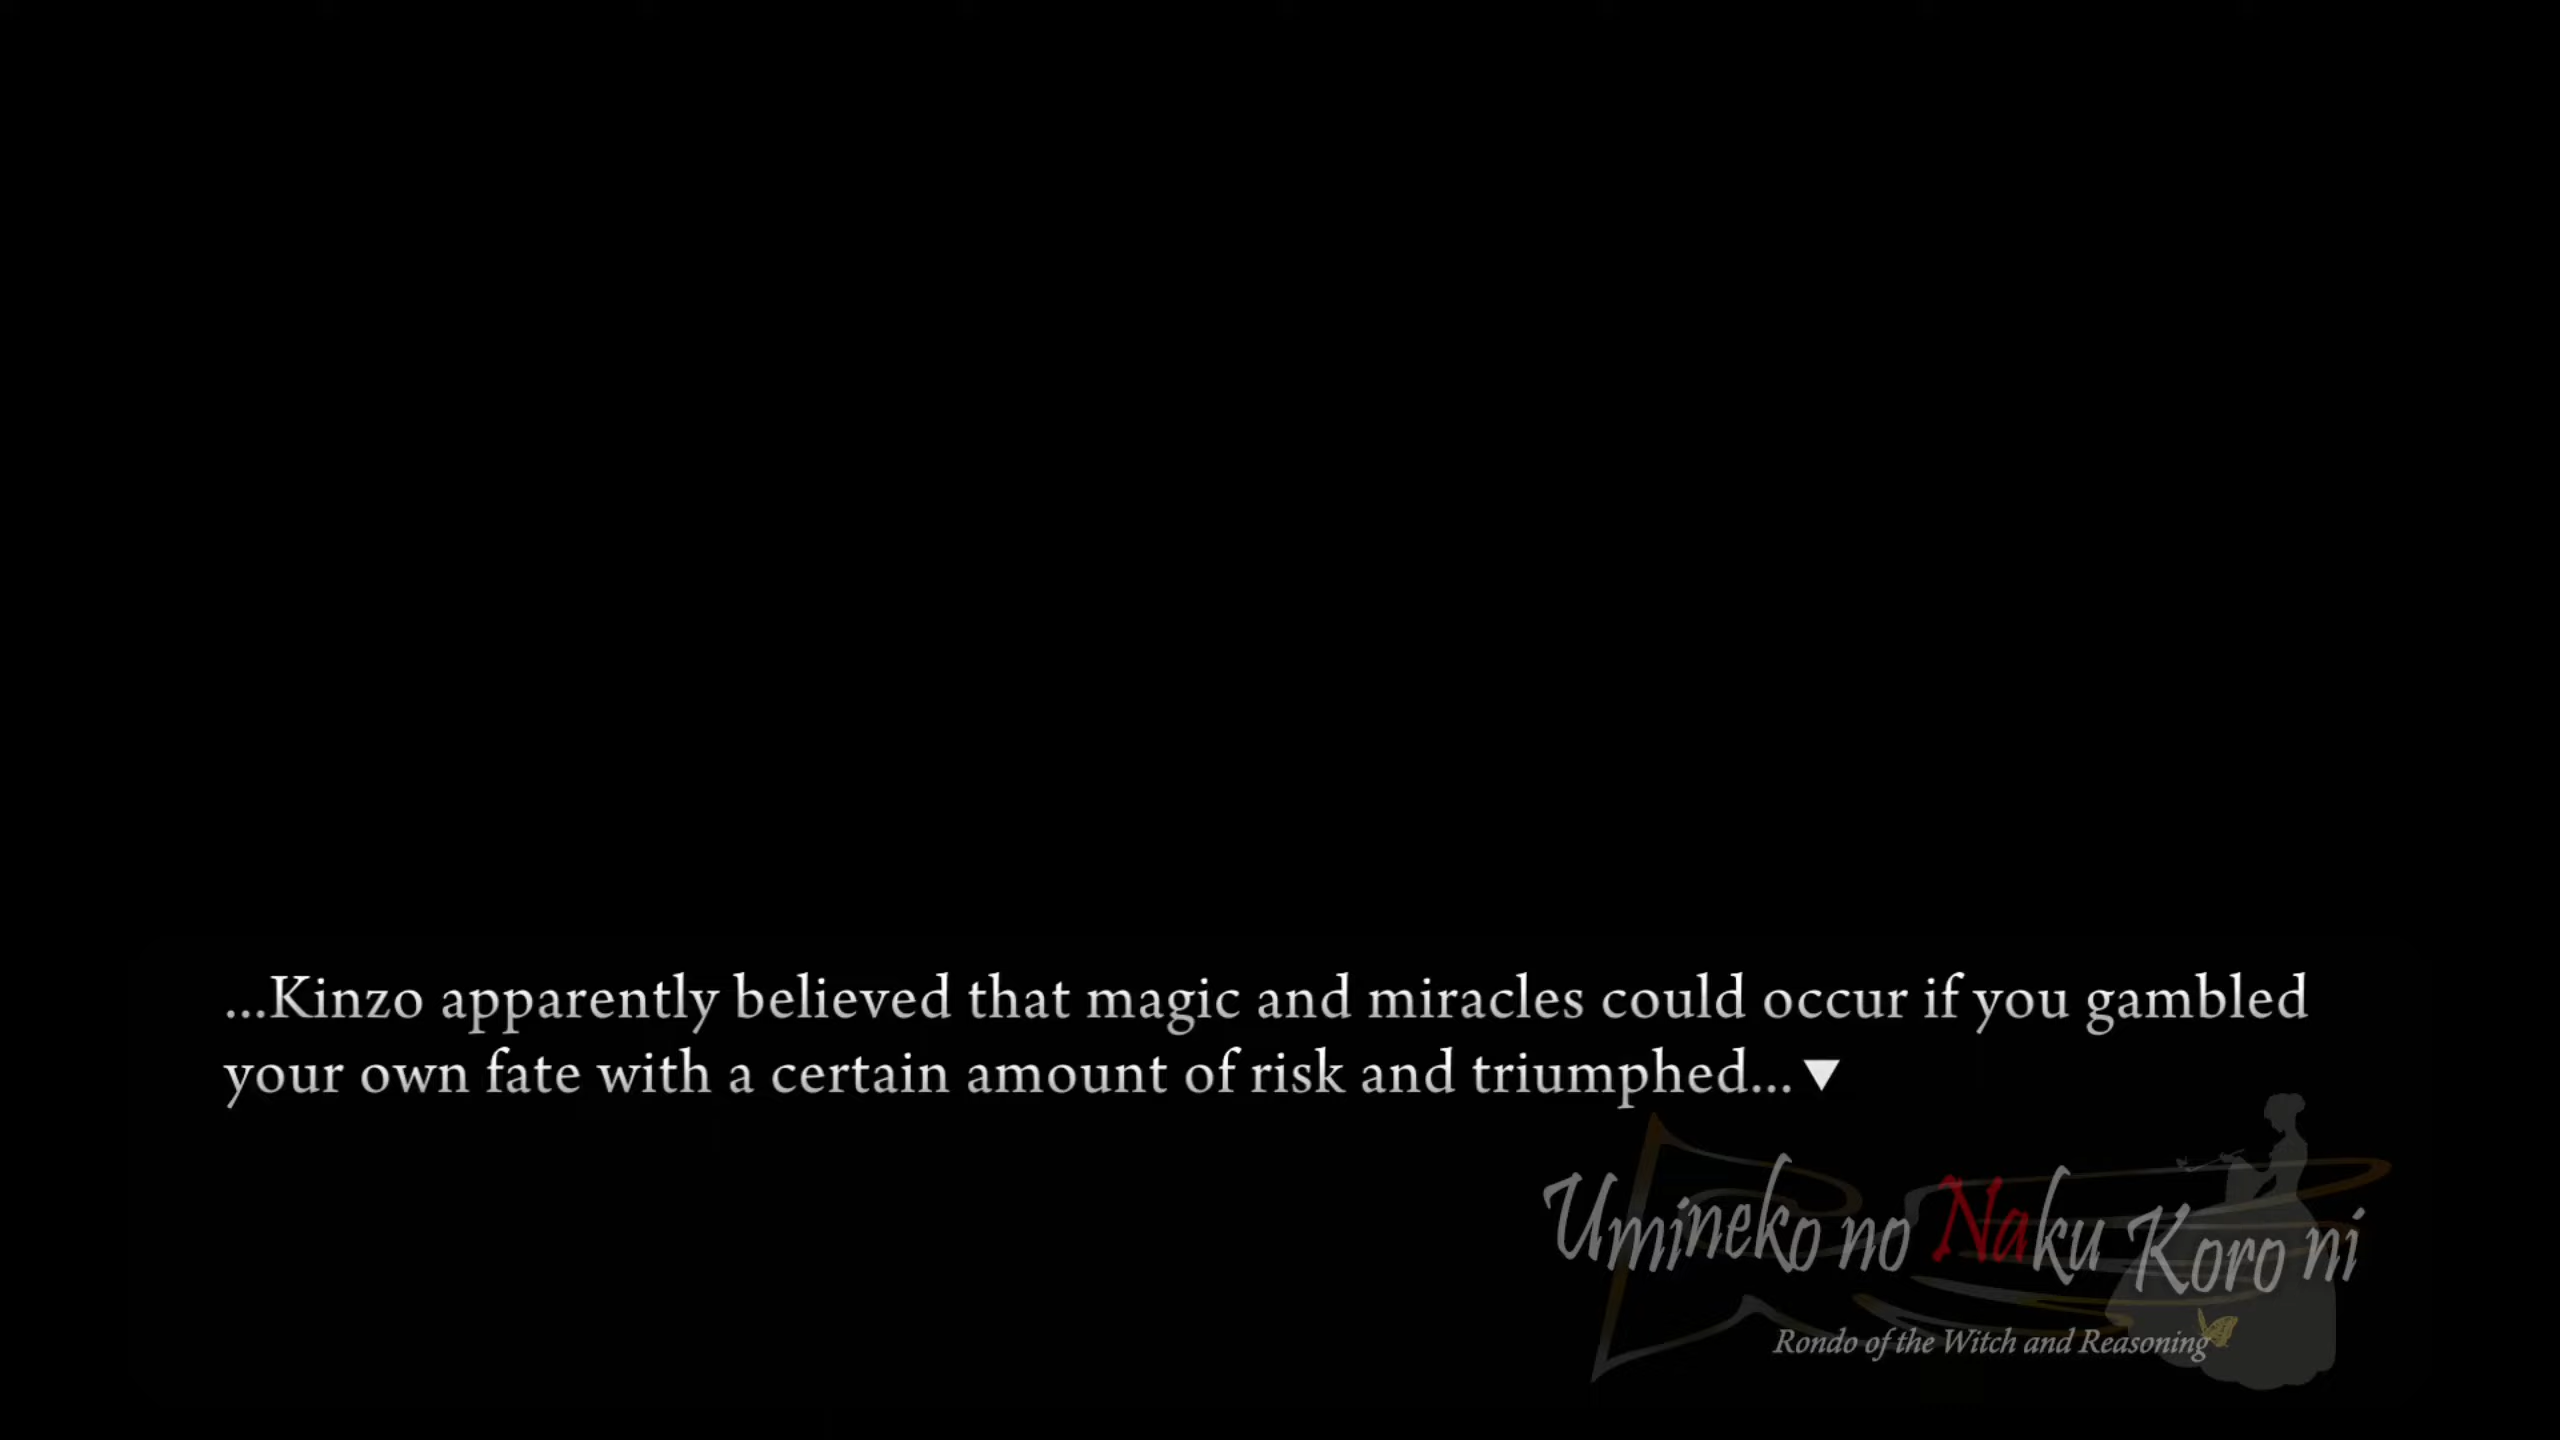 ...Kinzo apparently believed that magic and miracles could occur if you gambled
your own fate with a certain amount of risk and triumphed...
Umineko no Naku Koro ni
Rondo of the Witch and Reasoning